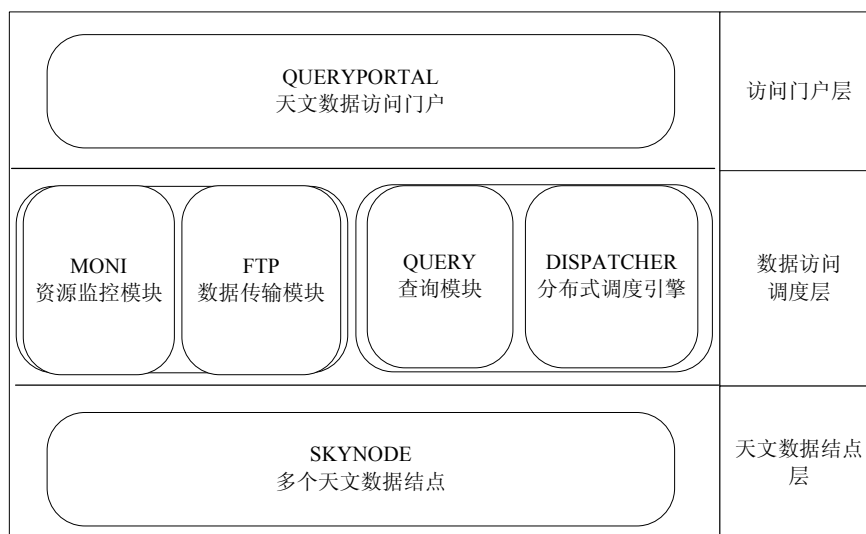 QUERYPORTAL
天文数据访问门户
访问门户层
MONI
资源监控模块
FTP
数据传输模块
QUERY
查询模块
DISPATCHER
分布式调度引擎
数据访问
调度层
SKYNODE
多个天文数据结点
天文数据结点
层